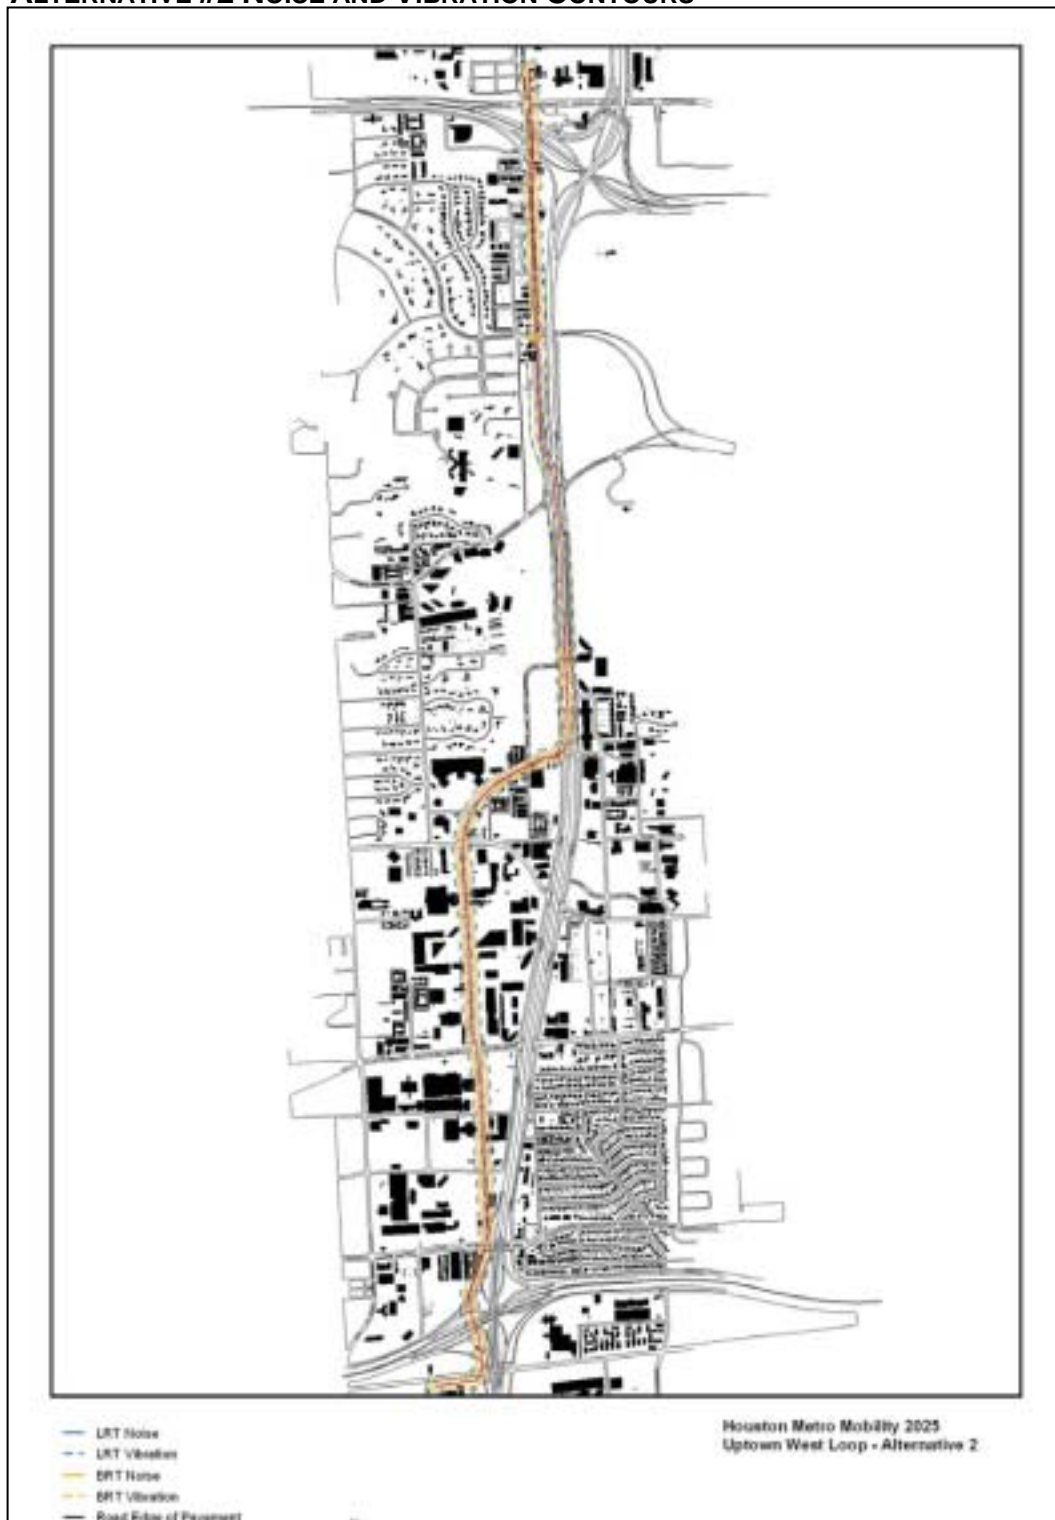 ALTERNATIVE #2 NOISE AND VIBRATION CONTOURS
LRT Noise
LRT Vibration
BRT Noise
BRT Vibration
Road Edge of Pavement
Houston Metro Mobility 2025
Uptown West Loop - Alternative 2